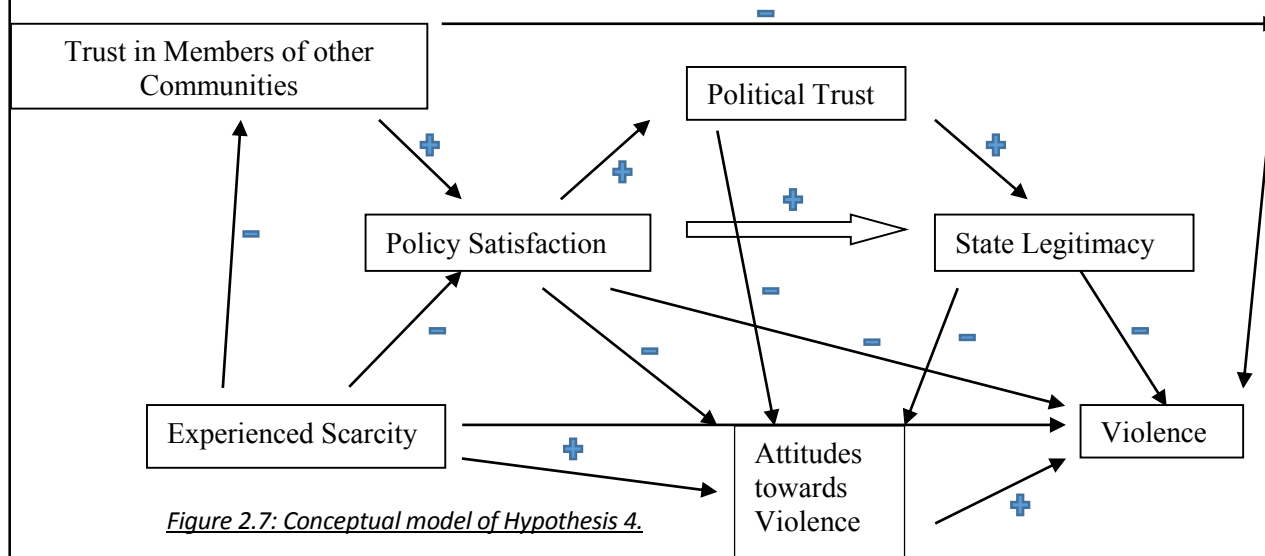 Trust in Members of other
Communities
Political Trust
Policy Satisfaction
State Legitimacy
Experienced Scarcity
Violence
Attitudes
towards
Violence
Figure 2.7: Conceptual model of Hypothesis 4.